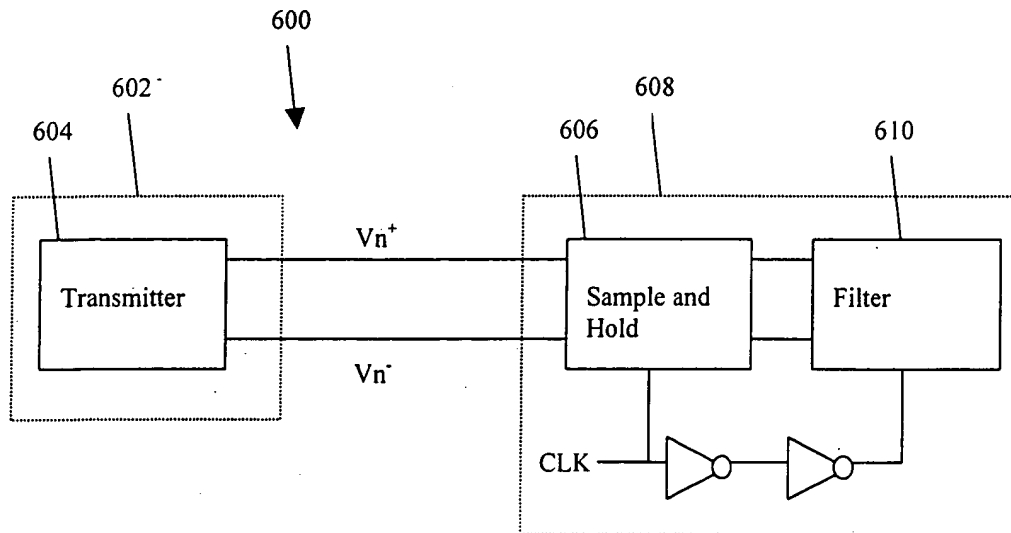 600
602
608
604
606
610
Vn⁺
Transmitter
Sample and
Hold
Filter
Vn⁻
CLK